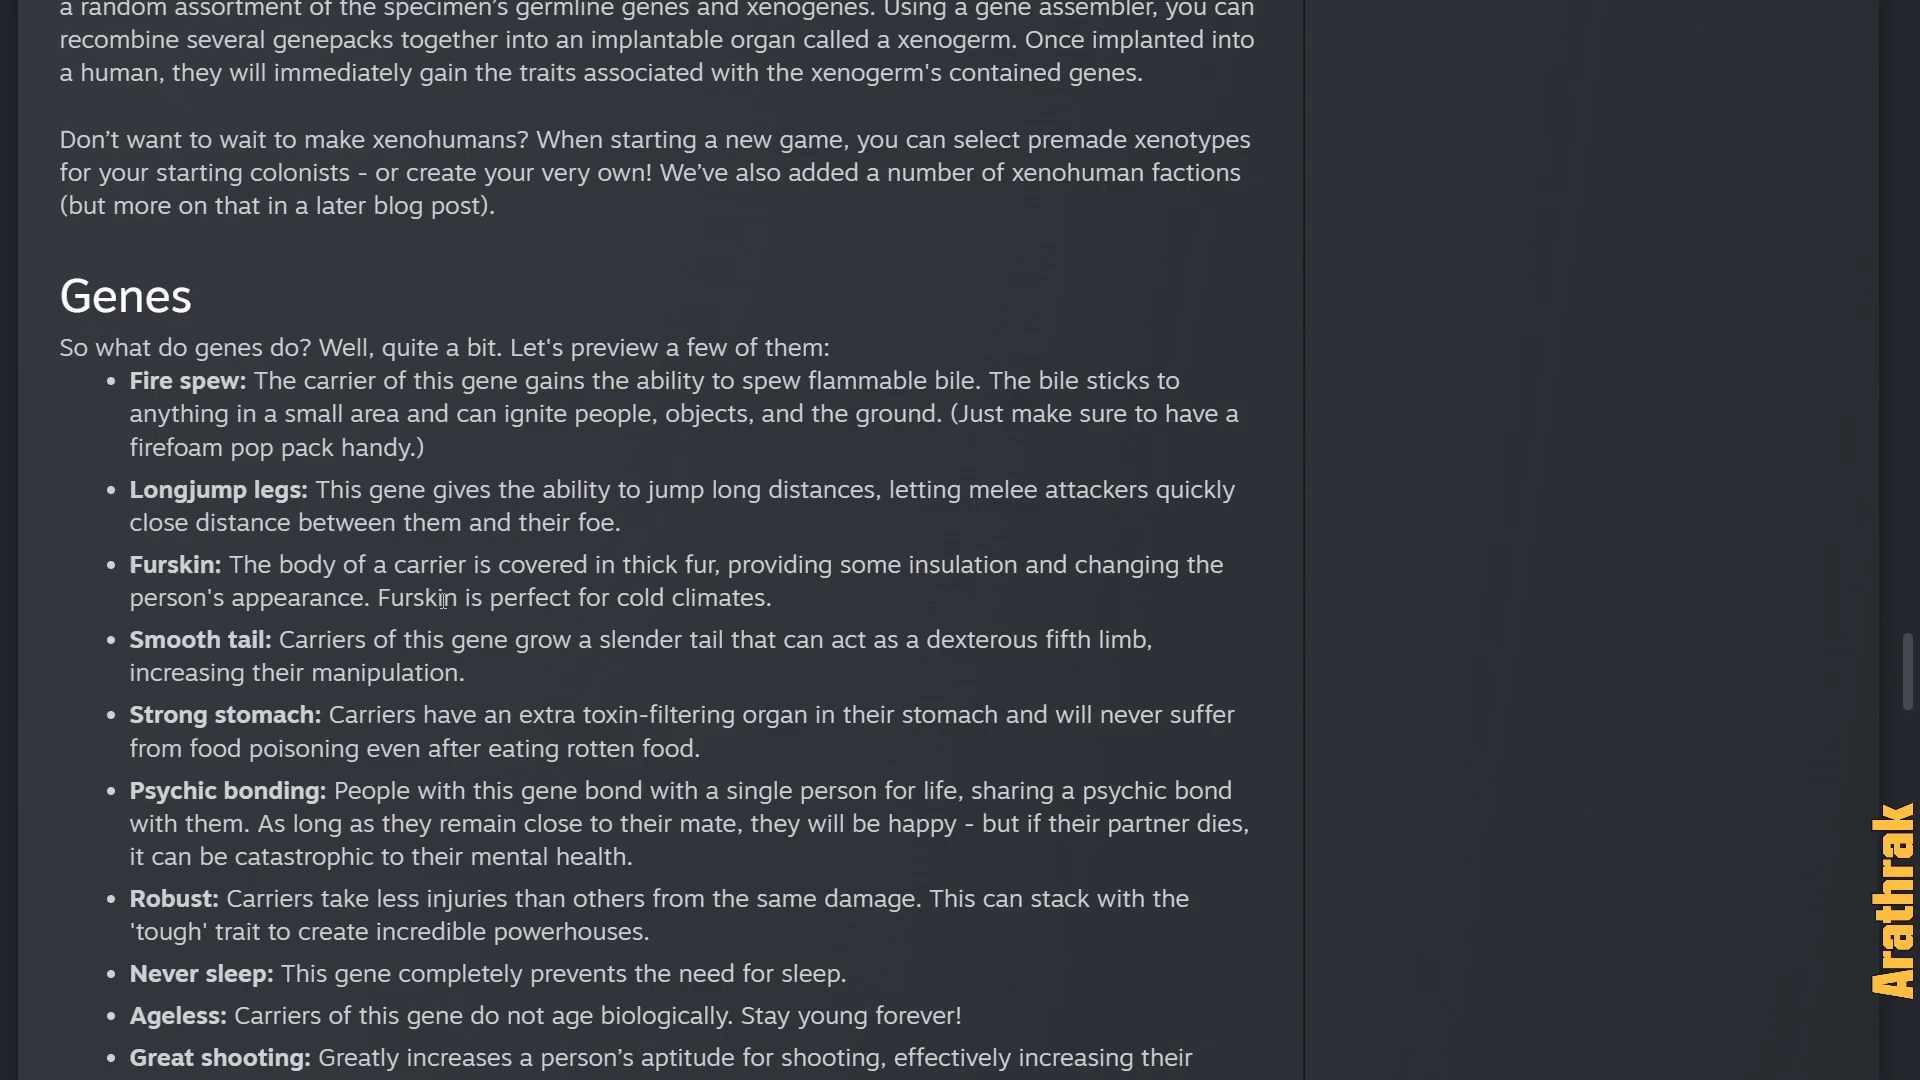 a random assortment of the specimen’s germline genes and xenogenes. Using a gene assembler, you can
recombine several genepacks together into an implantable organ called a xenogerm. Once implanted into
a human, they will immediately gain the traits associated with the xenogerm's contained genes.
Don’t want to wait to make xenohumans? When starting a new game, you can select premade xenotypes
for your starting colonists - or create your very own! We’ve also added a number of xenohuman factions
(but more on that in a later blog post).
Genes
So what do genes do? Well, quite a bit. Let's preview a few of them:
• Fire spew: The carrier of this gene gains the ability to spew flammable bile. The bile sticks to
anything in a small area and can ignite people, objects, and the ground. (Just make sure to have a
firefoam pop pack handy.)
• Longjump legs: This gene gives the ability to jump long distances, letting melee attackers quickly
close distance between them and their foe.
• Furskin: The body of a carrier is covered in thick fur, providing some insulation and changing the
person's appearance. Furskin is perfect for cold climates.
• Smooth tail: Carriers of this gene grow a slender tail that can act as a dexterous fifth limb,
increasing their manipulation.
• Strong stomach: Carriers have an extra toxin-filtering organ in their stomach and will never suffer
from food poisoning even after eating rotten food.
• Psychic bonding: People with this gene bond with a single person for life, sharing a psychic bond
with them. As long as they remain close to their mate, they will be happy - but if their partner dies,
it can be catastrophic to their mental health.
• Robust: Carriers take less injuries than others from the same damage. This can stack with the
'tough' trait to create incredible powerhouses.
• Never sleep: This gene completely prevents the need for sleep.
• Ageless: Carriers of this gene do not age biologically. Stay young forever!
• Great shooting: Greatly increases a person’s aptitude for shooting, effectively increasing their
Arathrak